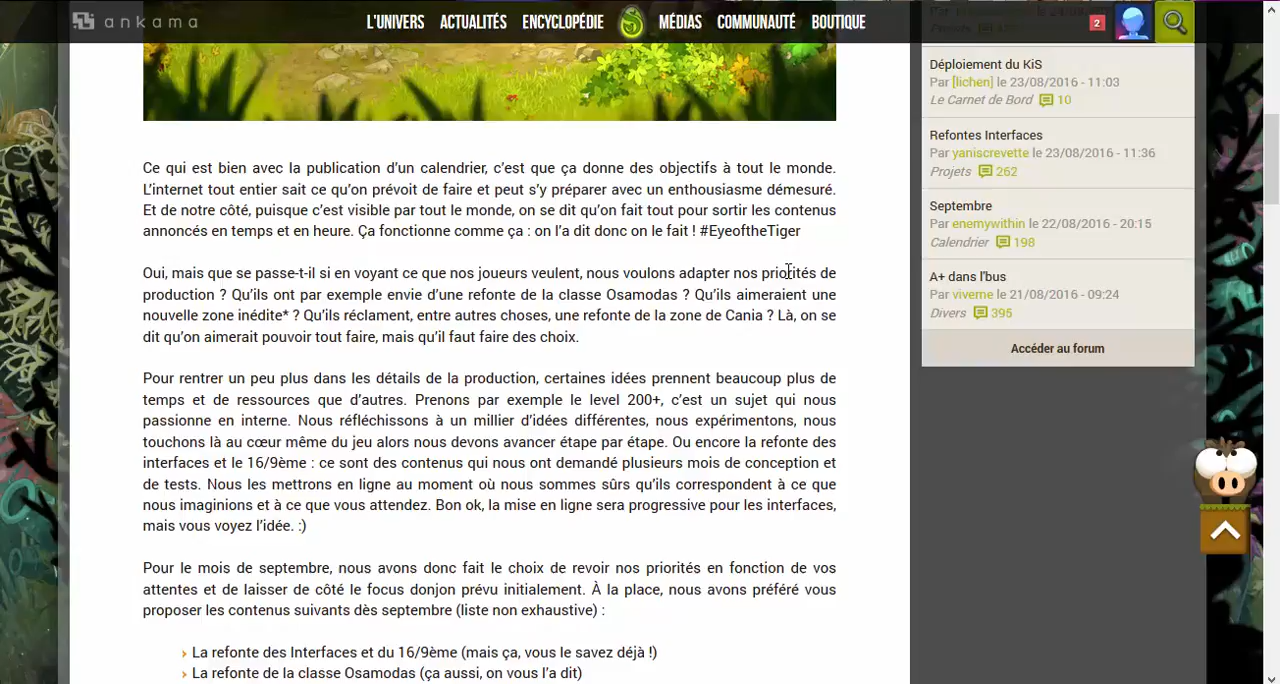 ankama
L'UNIVERS
ACTUALITÉS
ENCYCLOPÉDIE
MÉDIAS
COMMUNAUTÉ
BOUTIQUE
2
Ce qui est bien avec la publication d'un calendrier, c'est que ça donne des objectifs à tout le monde.
L'internet tout entier sait ce qu'on prévoit de faire et peut s'y préparer avec un enthousiasme démesuré.
Et de notre côté, puisque c'est visible par tout le monde, on se dit qu'on fait tout pour sortir les contenus
annoncés en temps et en heure. Ça fonctionne comme ça : on l'a dit donc on le fait ! #EyeoftheTiger
Oui, mais que se passe-t-il si en voyant ce que nos joueurs veulent, nous voulons adapter nos priorités de
production ? Qu'ils ont par exemple envie d'une refonte de la classe Osamodas ? Qu'ils aimeraient une
nouvelle zone inédite* ? Qu'ils réclament, entre autres choses, une refonte de la zone de Cania ? Là, on se
dit qu'on aimerait pouvoir tout faire, mais qu'il faut faire des choix.
Pour rentrer un peu plus dans les détails de la production, certaines idées prennent beaucoup plus de
temps et de ressources que d'autres. Prenons par exemple le level 200+, c'est un sujet qui nous
passionne en interne. Nous réfléchissons à un millier d'idées différentes, nous expérimentons, nous
touchons là au cœur même du jeu alors nous devons avancer étape par étape. Ou encore la refonte des
interfaces et le 16/9ème : ce sont des contenus qui nous ont demandé plusieurs mois de conception et
de tests. Nous les mettrons en ligne au moment où nous sommes sûrs qu'ils correspondent à ce que
nous imaginions et à ce que vous attendez. Bon ok, la mise en ligne sera progressive pour les interfaces,
mais vous voyez l'idée. :)
Pour le mois de septembre, nous avons donc fait le choix de revoir nos priorités en fonction de vos
attentes et de laisser de côté le focus donjon prévu initialement. À la place, nous avons préféré vous
proposer les contenus suivants dès septembre (liste non exhaustive) :
› La refonte des Interfaces et du 16/9ème (mais ça, vous le savez déjà !)
› La refonte de la classe Osamodas (ça aussi, on vous l'a dit)
Déploiement du KiS
Par [lichen] le 23/08/2016 - 11:03
Le Carnet de Bord 10
Refontes Interfaces
Par yaniscrevette le 23/08/2016 - 11:36
Projets 262
Septembre
Par enemywithin le 22/08/2016 - 20:15
Calendrier 198
A+ dans l'bus
Par viverne le 21/08/2016 - 09:24
Divers 395
Accéder au forum